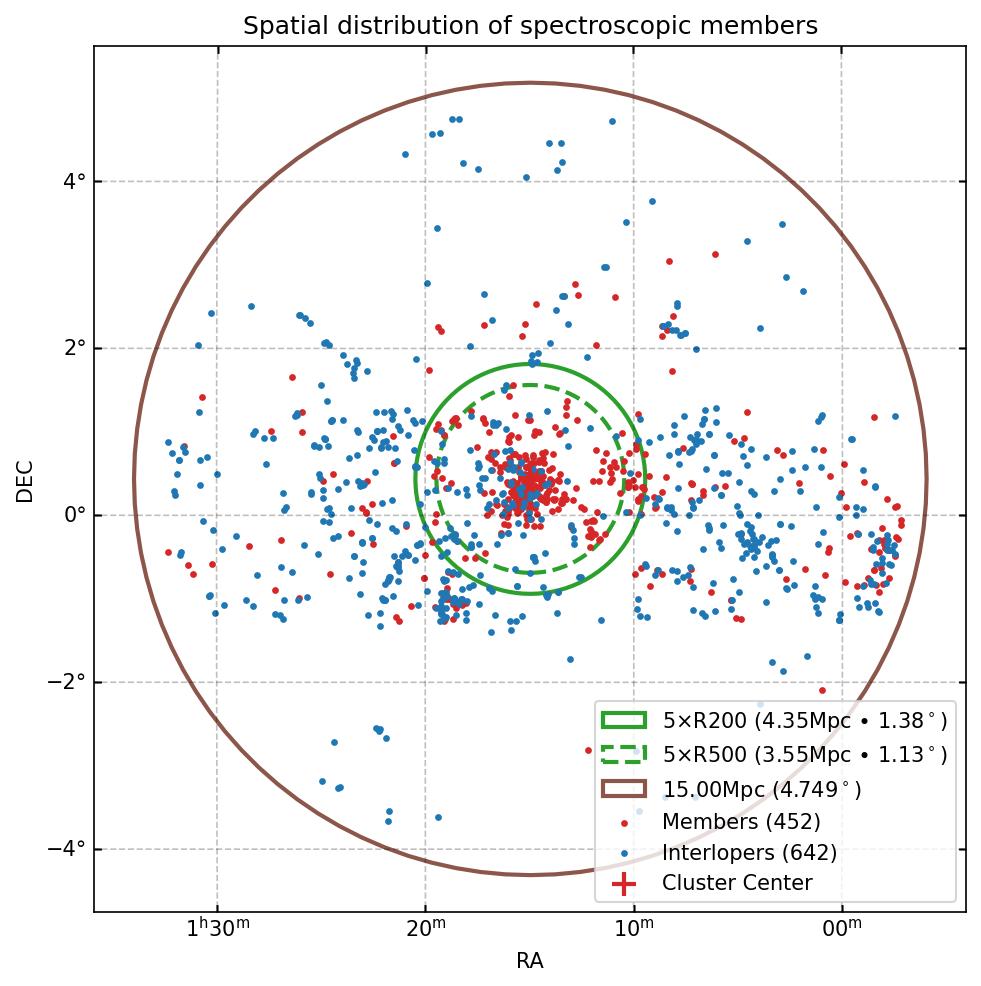 Spatial distribution of spectroscopic members
DEC
4°
2°
0°
−2°
−4°
5×R200 (4.35Mpc • 1.38°)
5×R500 (3.55Mpc • 1.13°)
15.00Mpc (4.749°)
Members (452)
Interlopers (642)
Cluster Center
1ʰ30ᵐ
20ᵐ
10ᵐ
00ᵐ
RA